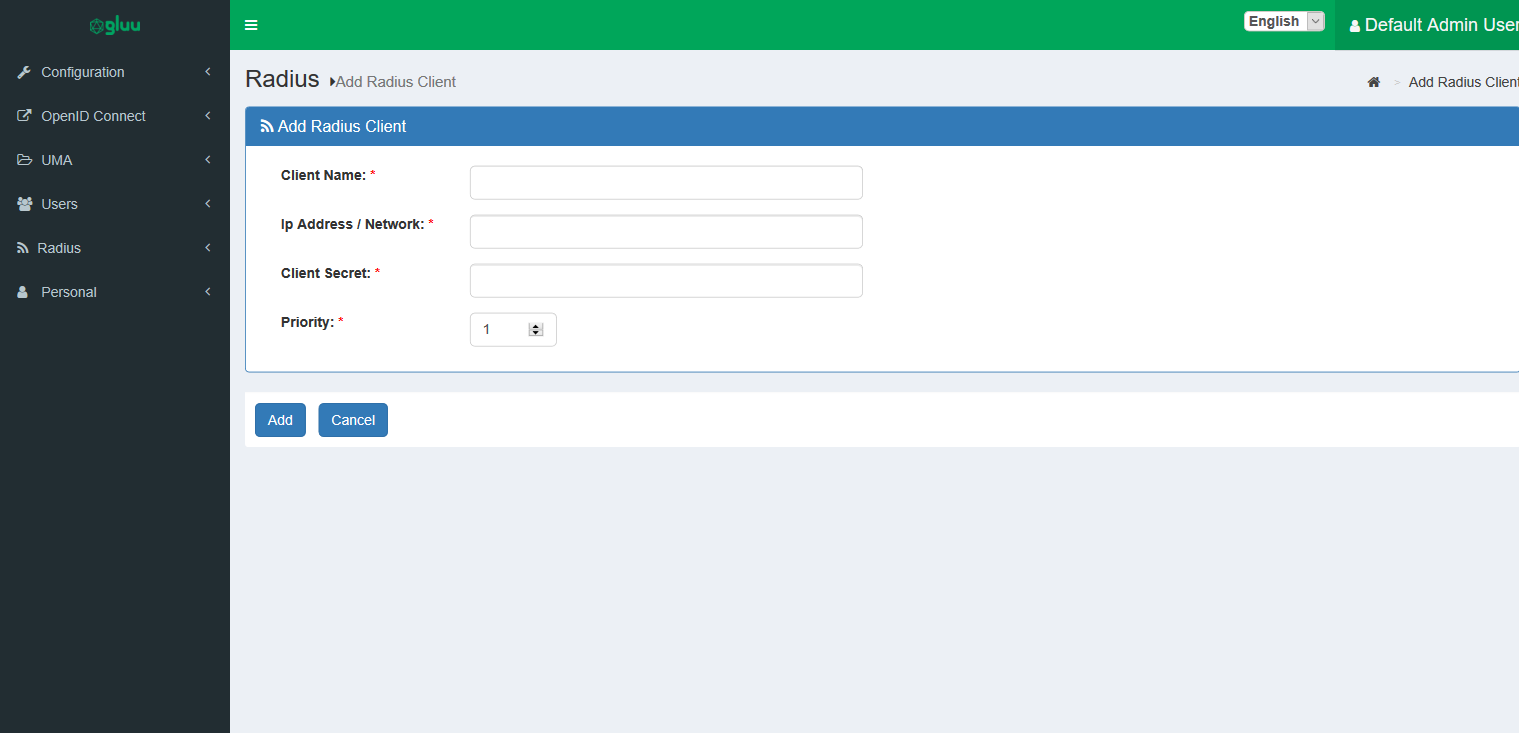 gluu
English
Default Admin User
Configuration
OpenID Connect
UMA
Users
Radius
Personal
Radius Add Radius Client
> Add Radius Client
Add Radius Client
Client Name: *
Ip Address / Network: *
Client Secret: *
Priority: *
1
Add
Cancel